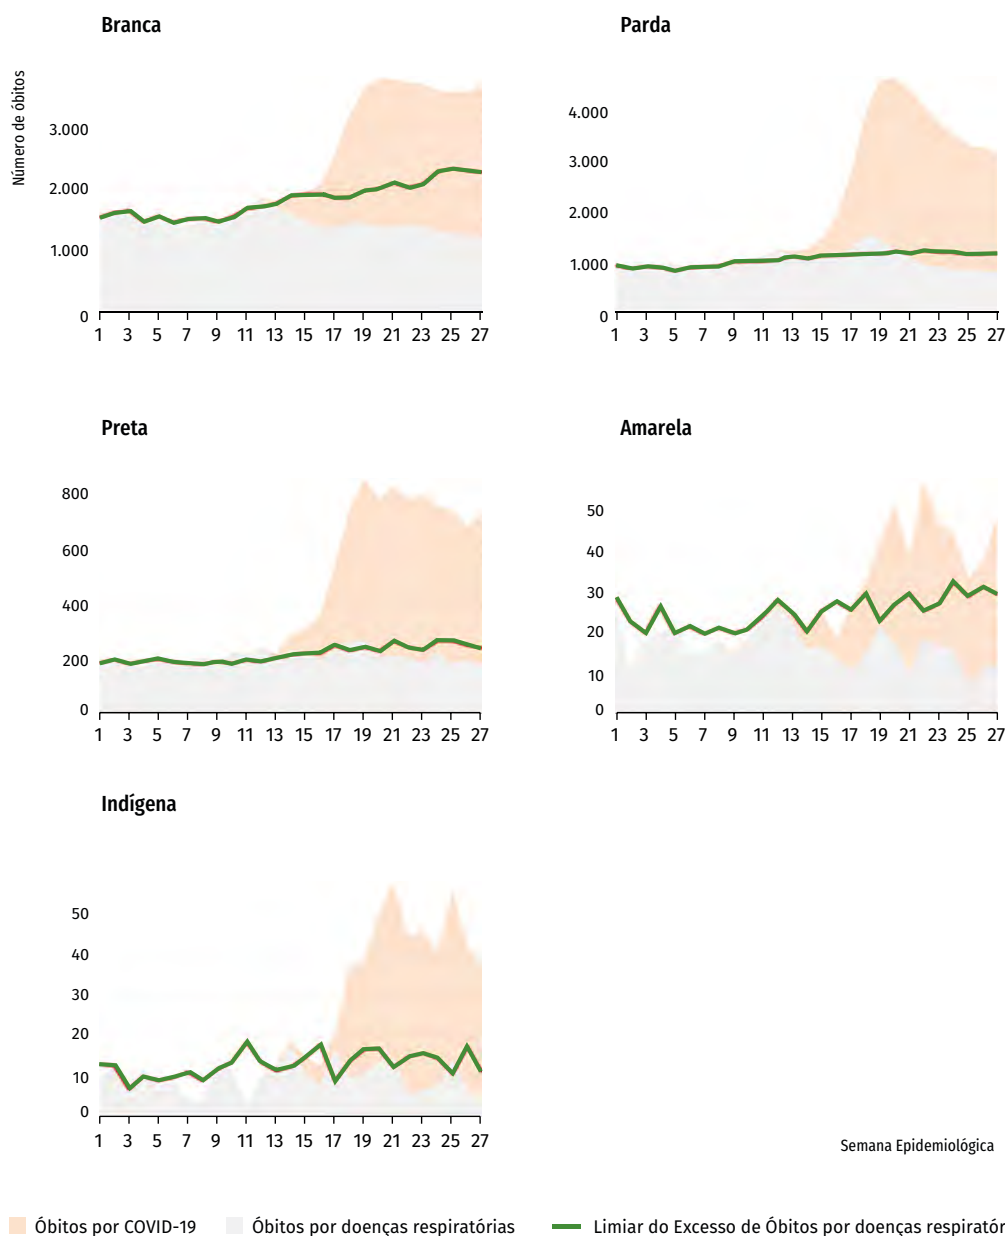 Branca
Parda
Número de óbitos
3.000
2.000
1.000
0
1 3 5 7 9 11 13 15 17 19 21 23 25 27
4.000
3.000
2.000
1.000
0
1 3 5 7 9 11 13 15 17 19 21 23 25 27
Preta
Amarela
800
600
400
200
0
1 3 5 7 9 11 13 15 17 19 21 23 25 27
50
40
30
20
10
0
1 3 5 7 9 11 13 15 17 19 21 23 25 27
Indígena
50
40
30
20
10
0
1 3 5 7 9 11 13 15 17 19 21 23 25 27
Semana Epidemiológica
Óbitos por COVID-19 Óbitos por doenças respiratórias Limiar do Excesso de Óbitos por doenças respiratór